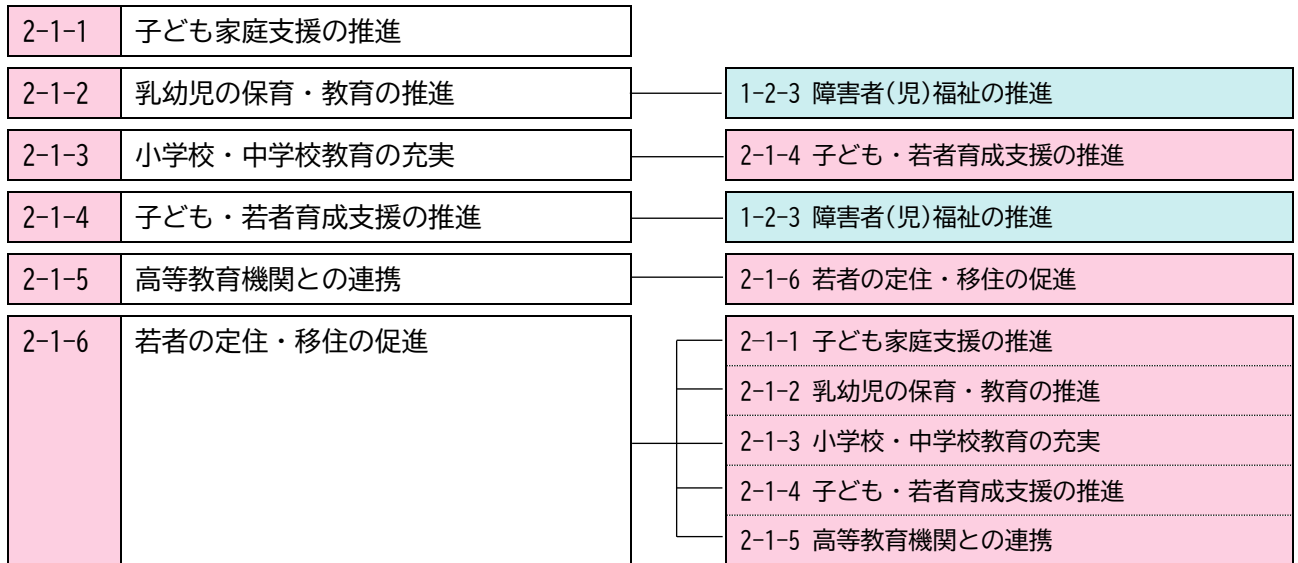 2-1-1 子ども家庭支援の推進
2-1-2 乳幼児の保育・教育の推進 1-2-3 障害者(児)福祉の推進
2-1-3 小学校・中学校教育の充実 2-1-4 子ども・若者育成支援の推進
2-1-4 子ども・若者育成支援の推進 1-2-3 障害者(児)福祉の推進
2-1-5 高等教育機関との連携 2-1-6 若者の定住・移住の促進
2-1-6 若者の定住・移住の促進 2-1-1 子ども家庭支援の推進
2-1-2 乳幼児の保育・教育の推進
2-1-3 小学校・中学校教育の充実
2-1-4 子ども・若者育成支援の推進
2-1-5 高等教育機関との連携